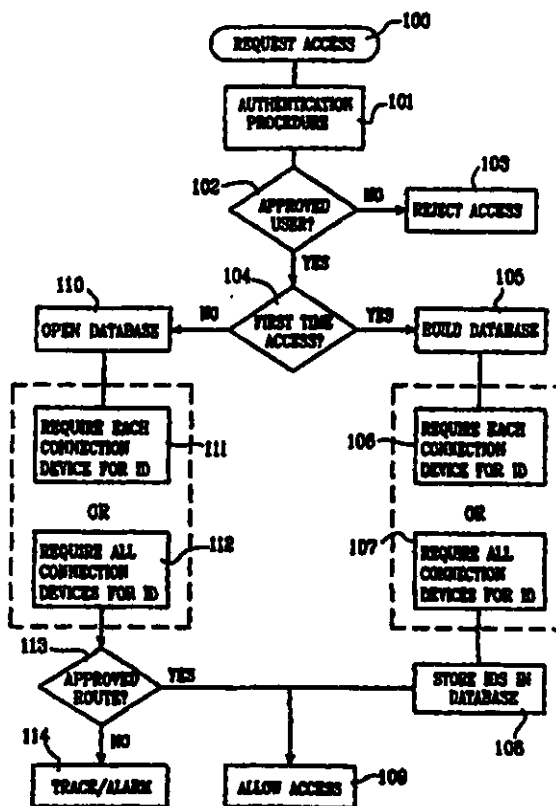 100
REQUEST ACCESS
AUTHENTICATION
PROCEDURE
101
102
APPROVED
USER?
NO
103
REJECT ACCESS
YES
104
FIRST TIME
ACCESS?
NO
YES
110
OPEN DATABASE
105
BUILD DATABASE
REQUIRE EACH
CONNECTION
DEVICE FOR ID
111
OR
REQUIRE ALL
CONNECTION
DEVICES FOR ID
112
106
REQUIRE EACH
CONNECTION
DEVICE FOR ID
OR
107
REQUIRE ALL
CONNECTION
DEVICES FOR ID
113
APPROVED
ROUTE?
YES
NO
STORE IDS IN
DATABASE
108
114
TRACE/ALARM
ALLOW ACCESS
109